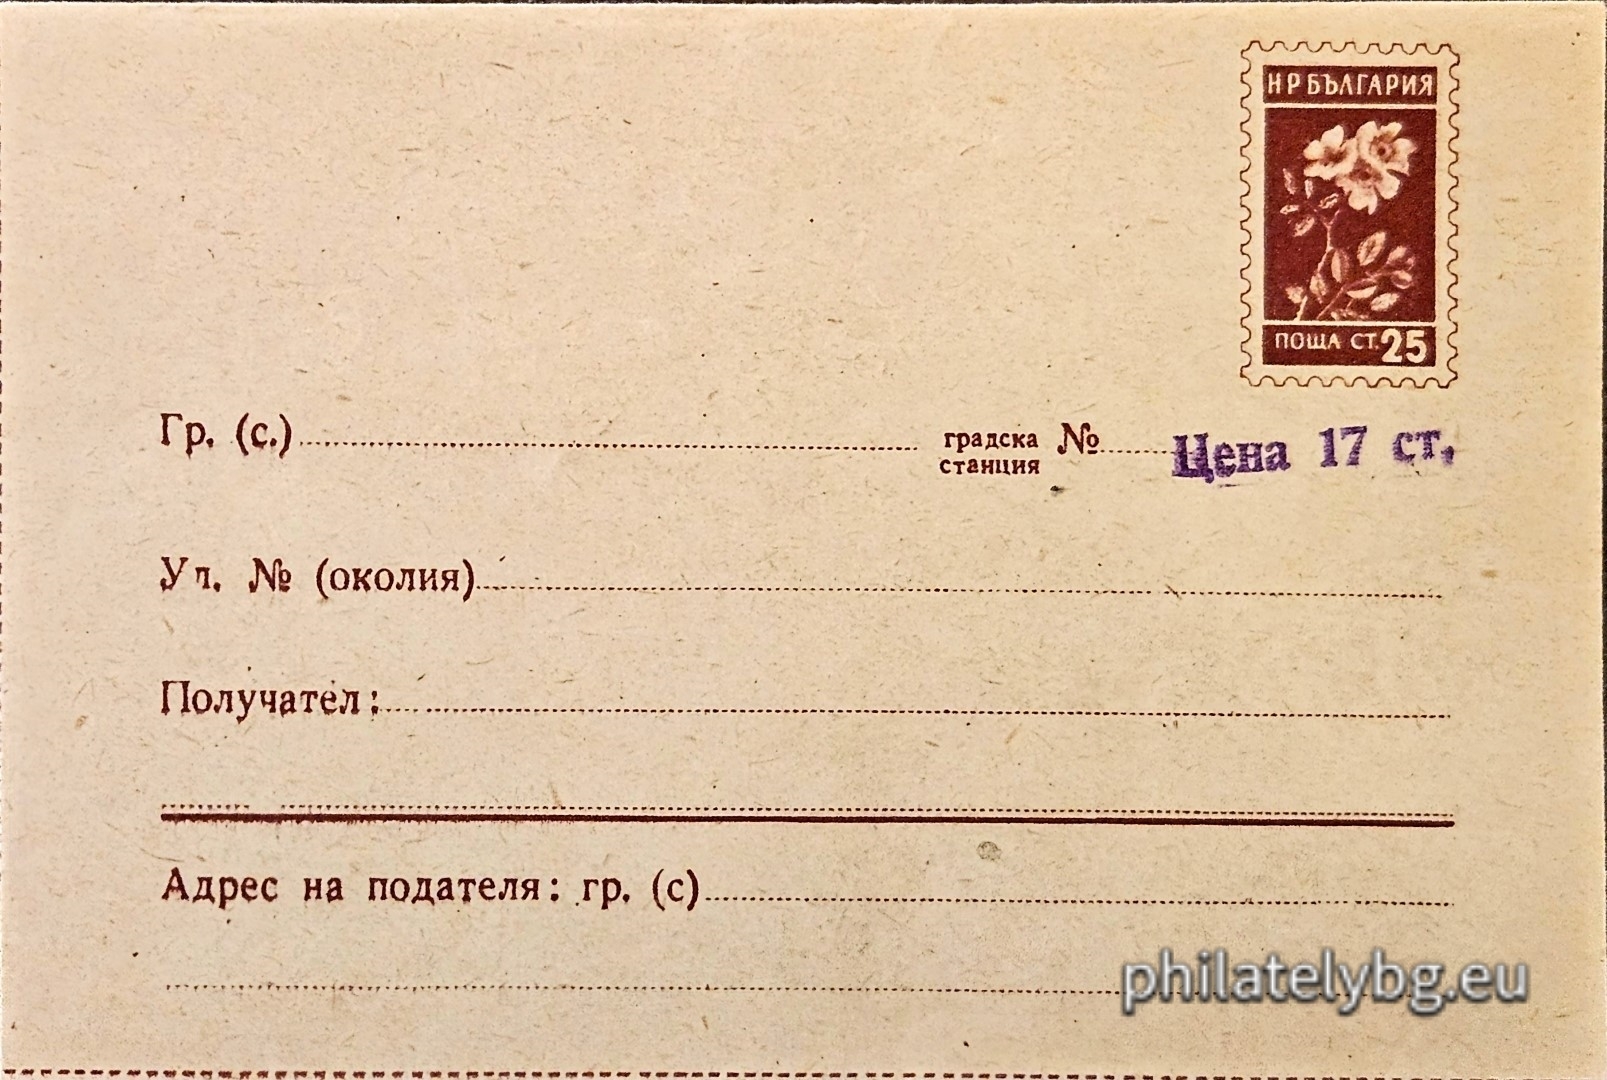 НР БЪЛГАРИЯ
ПОЩА СТ. 25
Гр. (с.) градска станция №
Цена 17 ст.
Ул. № (околия)
Получател:
Адрес на подателя: гр. (с)
philatelybg.eu